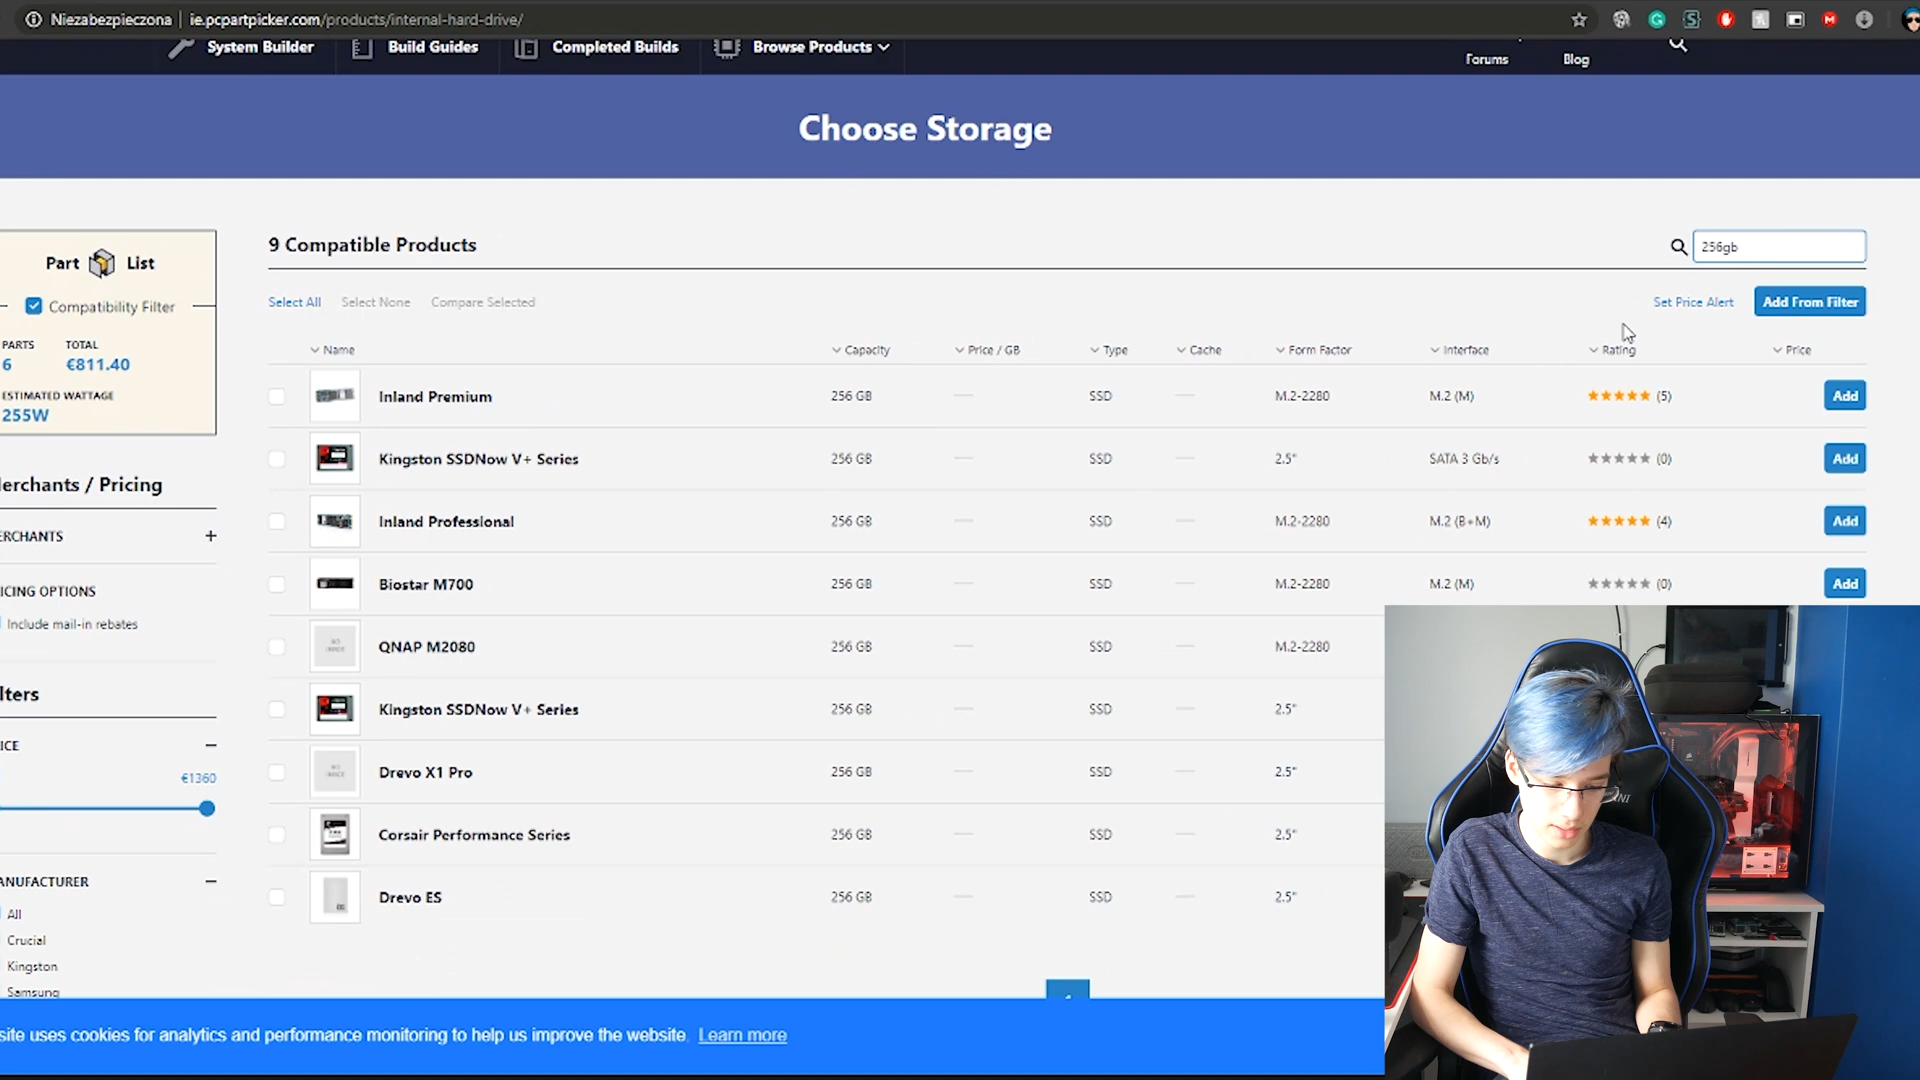 Niezabezpieczona ie.pcpartpicker.com/products/internal-hard-drive/
System Builder Build Guides Completed Builds Browse Products
Forums Blog
Choose Storage
Part List
Compatibility Filter
PARTS TOTAL
6 €811.40
ESTIMATED WATTAGE
255W
erchants / Pricing
ERCHANTS +
ICING OPTIONS
Include mail-in rebates
lters
ICE
€1360
ANUFACTURER
All
Crucial
Kingston
Samsung
9 Compatible Products 256gb
Select All Select None Compare Selected Set Price Alert Add From Filter
Name Capacity Price / GB Type Cache Form Factor Interface Rating Price
Inland Premium 256 GB SSD M.2-2280 M.2 (M) (5) Add
Kingston SSDNow V+ Series 256 GB SSD 2.5" SATA 3 Gb/s (0) Add
Inland Professional 256 GB SSD M.2-2280 M.2 (B+M) (4) Add
Biostar M700 256 GB SSD M.2-2280 M.2 (M) (0) Add
QNAP M2080 256 GB SSD M.2-2280
Kingston SSDNow V+ Series 256 GB SSD 2.5"
Drevo X1 Pro 256 GB SSD 2.5"
Corsair Performance Series 256 GB SSD 2.5"
Drevo ES 256 GB SSD 2.5"
site uses cookies for analytics and performance monitoring to help us improve the website. Learn more